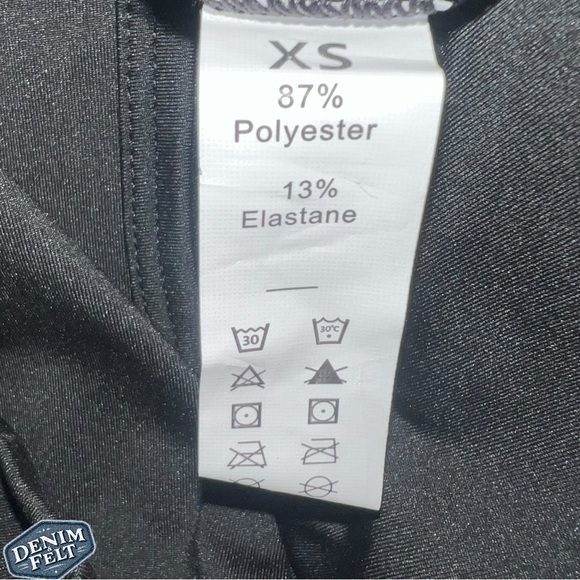 XS
87%
Polyester
13%
Elastane
30 30°C
DENIM
FELT